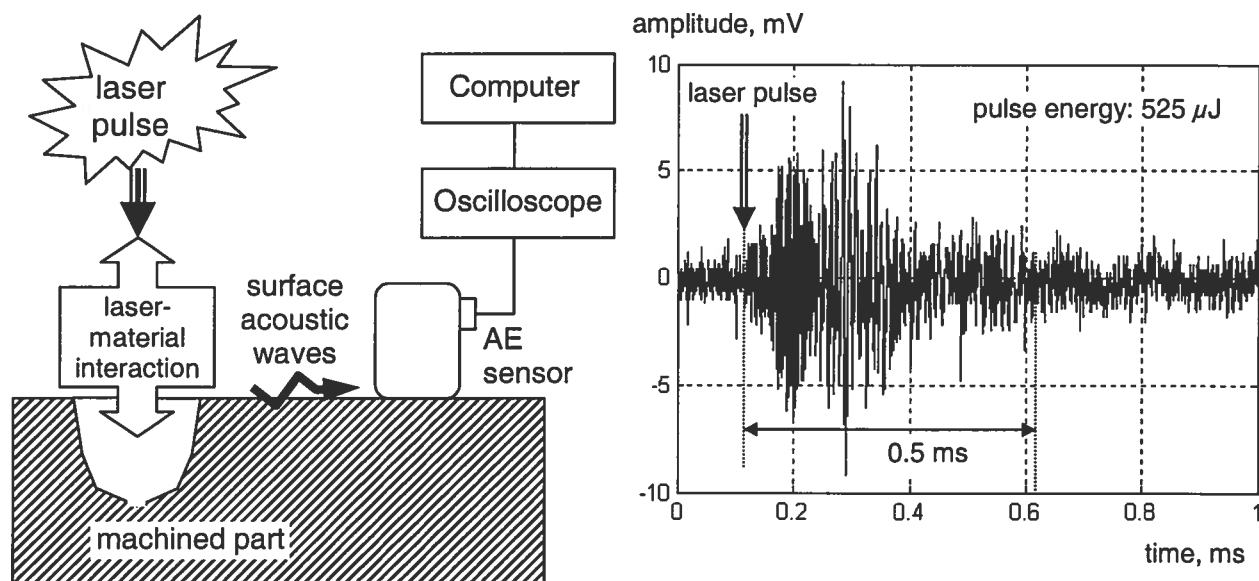 laser
pulse
laser-
material
interaction
surface
acoustic
waves
Computer
Oscilloscope
AE
sensor
machined part
amplitude, mV
10
5
0
-5
-10
laser pulse
pulse energy: 525 µJ
0.5 ms
0
0.2
0.4
0.6
0.8
1
time, ms